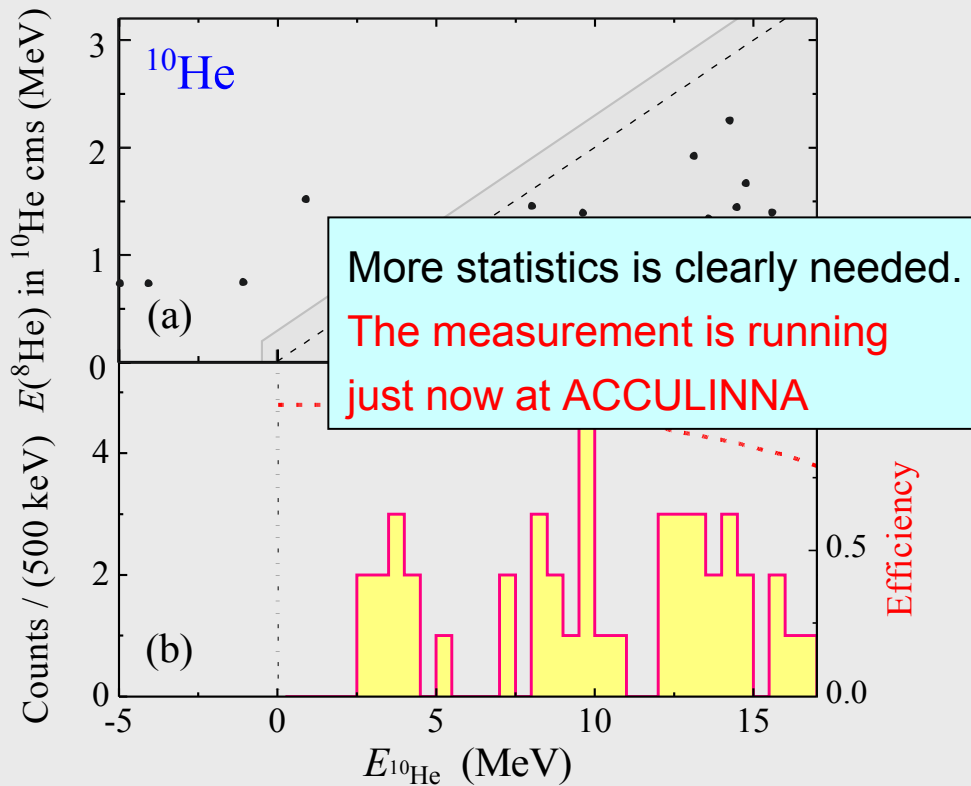 3
¹⁰He
2
1
(a)
0
E(⁸He) in ¹⁰He cms (MeV)
More statistics is clearly needed.
The measurement is running
just now at ACCULINNA
4
2
(b)
0
Counts / (500 keV)
0.5
0.0
Efficiency
-5 0 5 10 15
E¹⁰He (MeV)